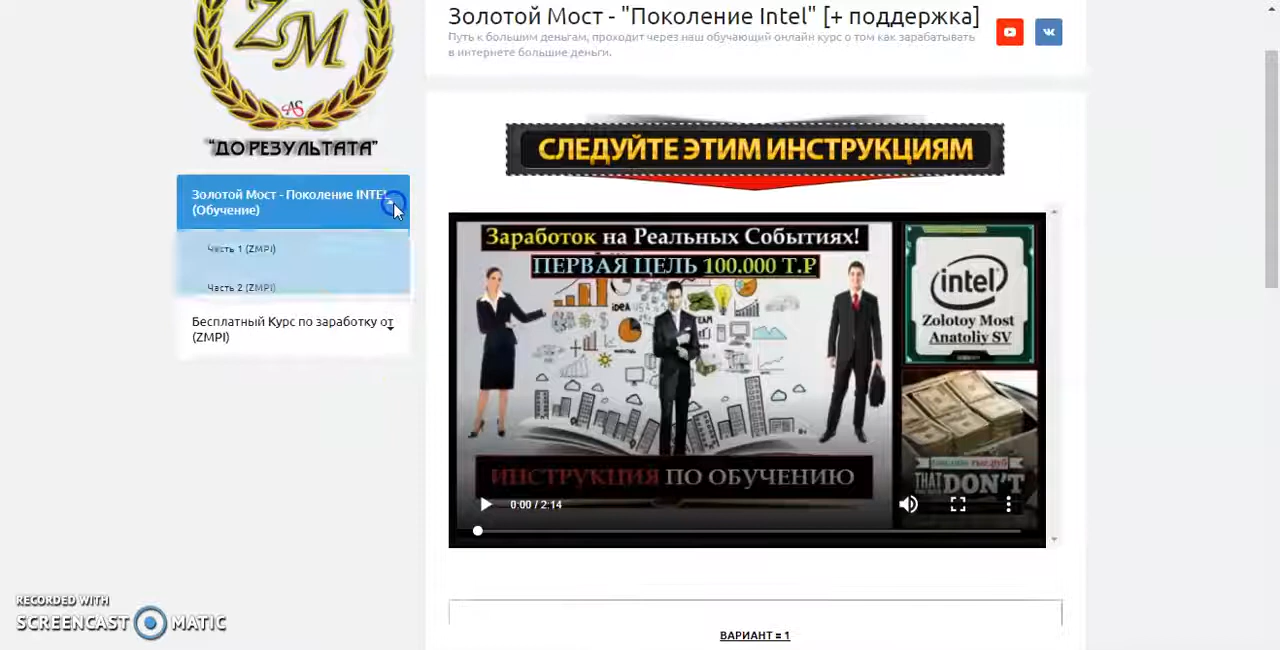 ZM
AS
"ДО РЕЗУЛЬТАТА"
Золотой Мост - Поколение INTEL
(Обучение)
Часть 1 (ZMPI)
Часть 2 (ZMPI)
Бесплатный Курс по заработку от
(ZMPI)
Золотой Мост - "Поколение Intel" [+ поддержка]
Путь к большим деньгам, проходит через наш обучающий онлайн курс о том как зарабатывать
в интернете большие деньги.
СЛЕДУЙТЕ ЭТИМ ИНСТРУКЦИЯМ
Заработок на Реальных Событиях!
ПЕРВАЯ ЦЕЛЬ 100.000 Т.₽
IDEA
ИНСТРУКЦИЯ ПО ОБУЧЕНИЮ
intel
Zolotoy Most
Anatoliy SV
THAT
DON'T
0:00 / 2:14
ВАРИАНТ = 1
RECORDED WITH
SCREENCAST MATIC